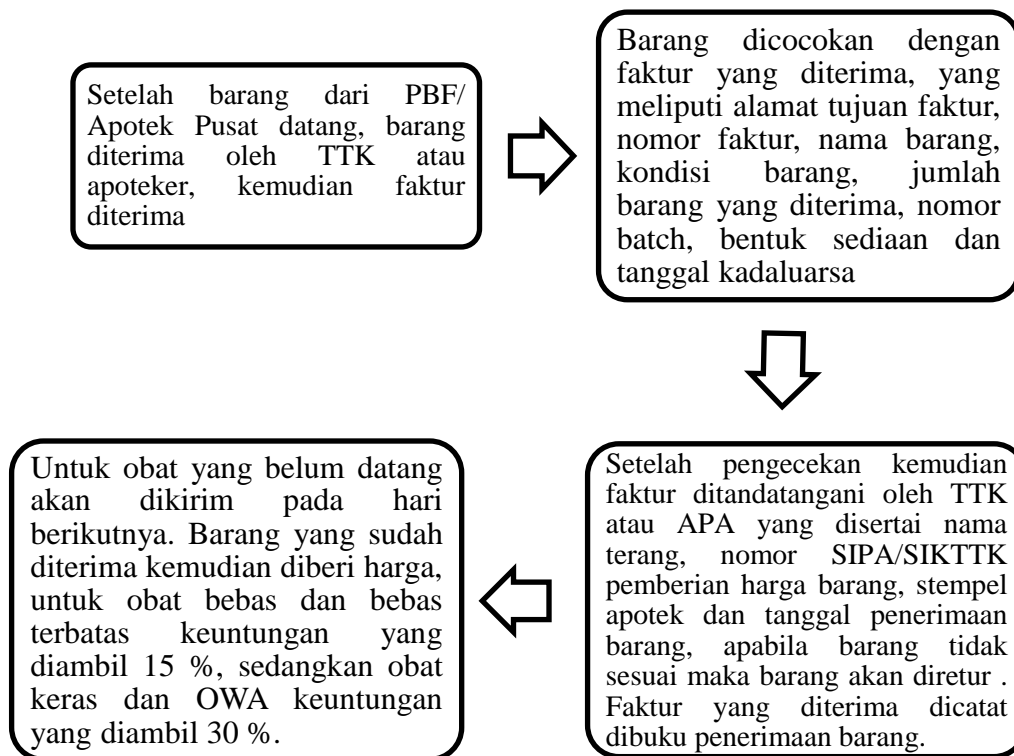 Setelah barang dari PBF/
Apotek Pusat datang, barang
diterima oleh TTK atau
apoteker, kemudian faktur
diterima
Barang dicocokan dengan
faktur yang diterima, yang
meliputi alamat tujuan faktur,
nomor faktur, nama barang,
kondisi barang, jumlah
barang yang diterima, nomor
batch, bentuk sediaan dan
tanggal kadaluarsa
Setelah pengecekan kemudian
faktur ditandatangani oleh TTK
atau APA yang disertai nama
terang, nomor SIPA/SIKTTK
pemberian harga barang, stempel
apotek dan tanggal penerimaan
barang, apabila barang tidak
sesuai maka barang akan diretur .
Faktur yang diterima dicatat
dibuku penerimaan barang.
Untuk obat yang belum datang
akan dikirim pada hari
berikutnya. Barang yang sudah
diterima kemudian diberi harga,
untuk obat bebas dan bebas
terbatas keuntungan yang
diambil 15 %, sedangkan obat
keras dan OWA keuntungan
yang diambil 30 %.